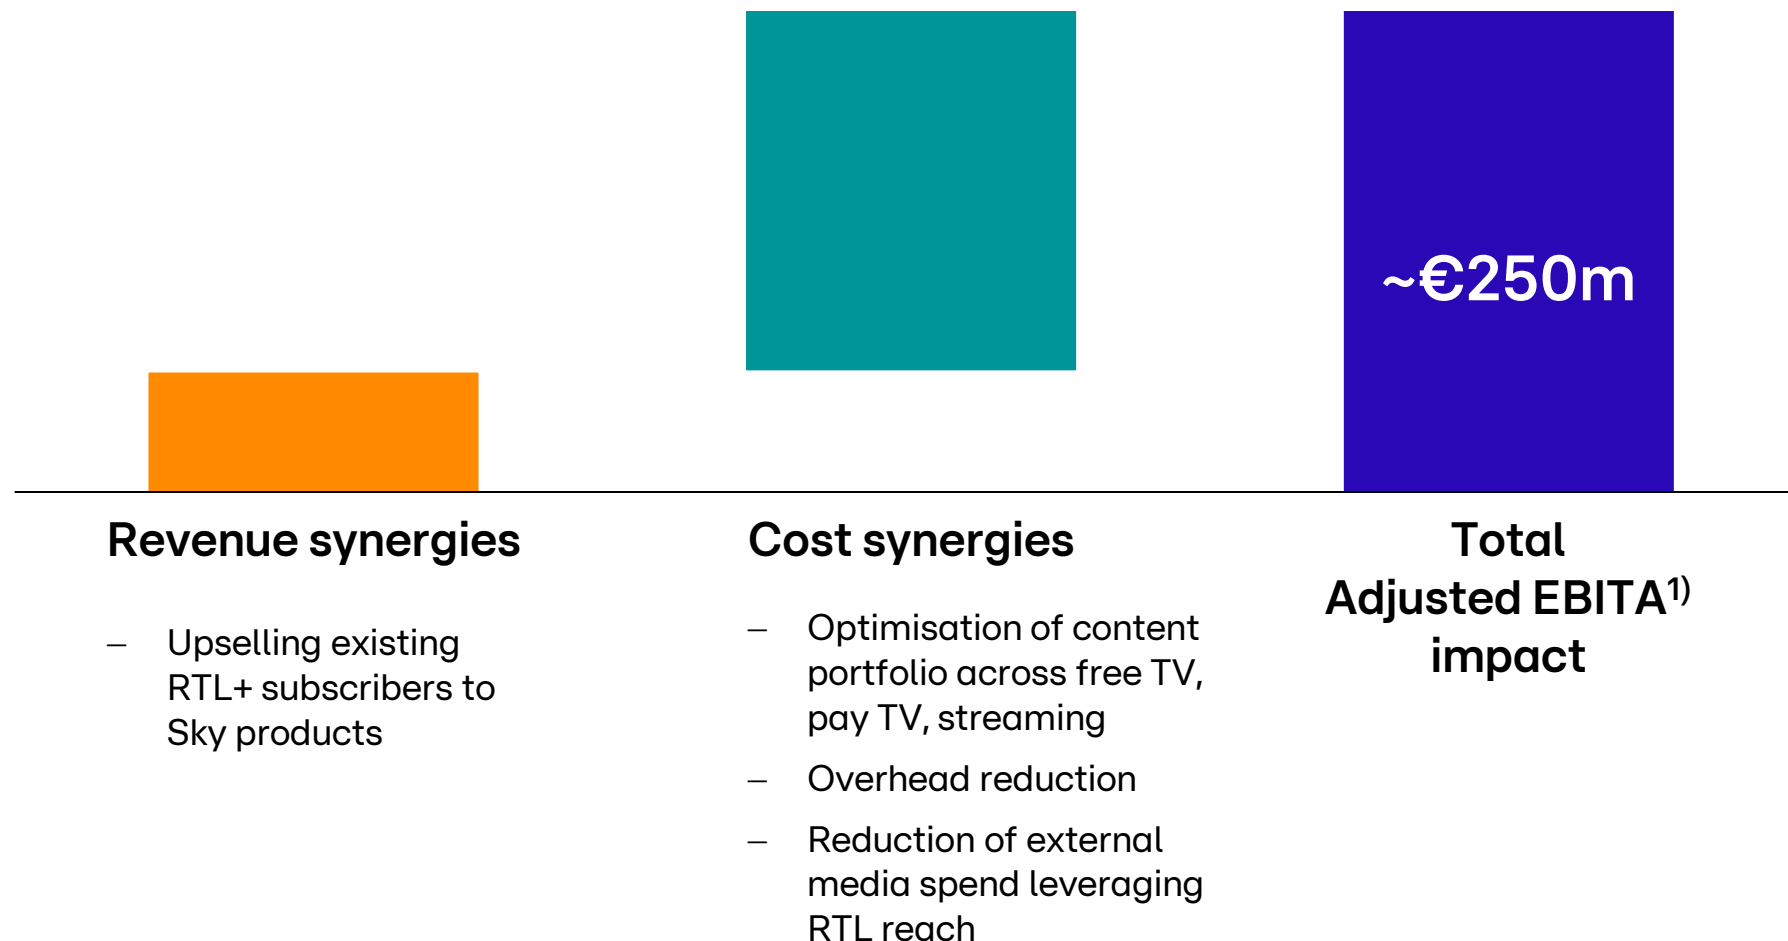 ~€250m
Revenue synergies
– Upselling existing
RTL+ subscribers to
Sky products
Cost synergies
– Optimisation of content
portfolio across free TV,
pay TV, streaming
– Overhead reduction
– Reduction of external
media spend leveraging
RTL reach
Total
Adjusted EBITA¹⁾
impact